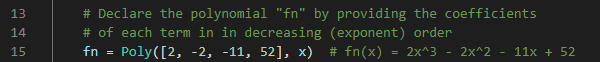 13 # Declare the polynomial "fn" by providing the coefficients
14 # of each term in in decreasing (exponent) order
15 fn = Poly([2, -2, -11, 52], x) # fn(x) = 2x^3 - 2x^2 - 11x + 52